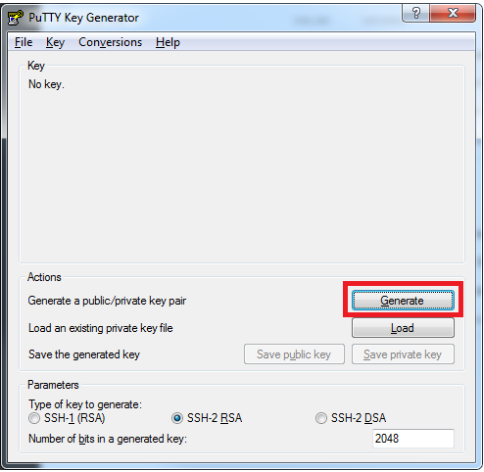 PuTTY Key Generator
File Key Conversions Help
Key
No key.
Actions
Generate a public/private key pair Generate
Load an existing private key file Load
Save the generated key Save public key Save private key
Parameters
Type of key to generate:
SSH-1 (RSA) SSH-2 RSA SSH-2 DSA
Number of bits in a generated key: 2048